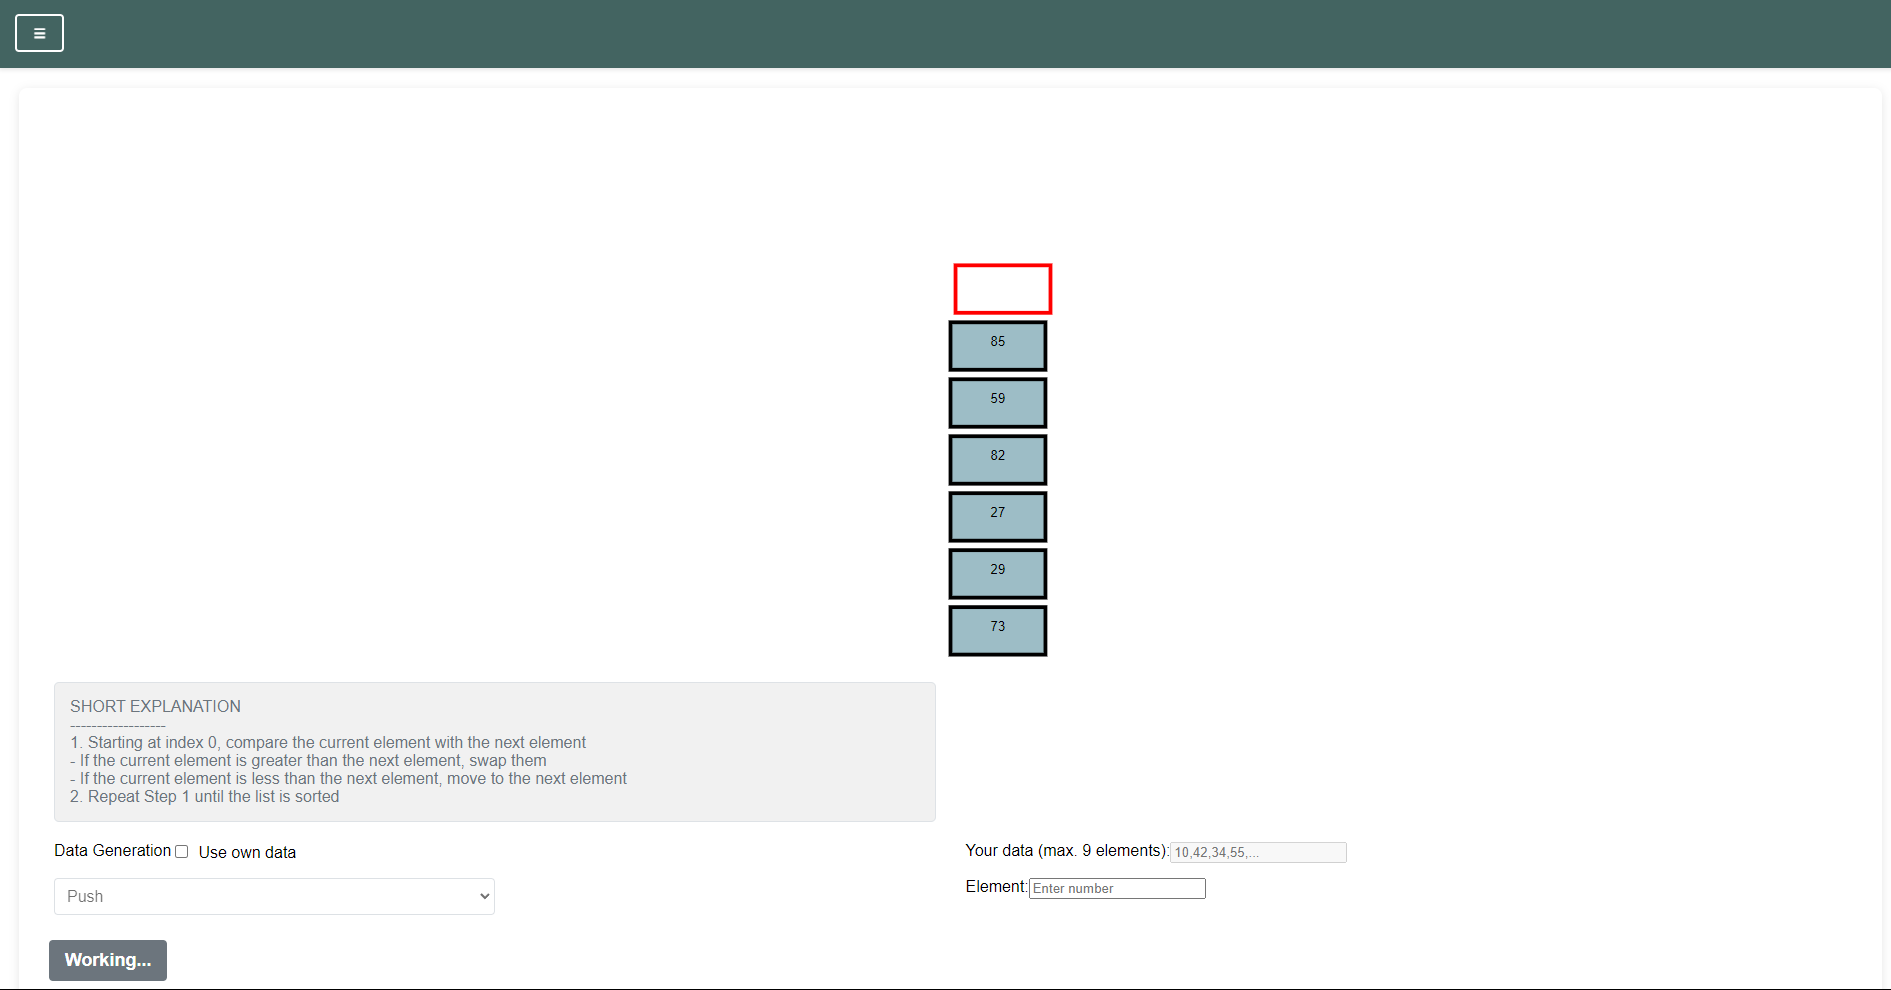 ☰
85
59
82
27
29
73
SHORT EXPLANATION
------------------
1. Starting at index 0, compare the current element with the next element
- If the current element is greater than the next element, swap them
- If the current element is less than the next element, move to the next element
2. Repeat Step 1 until the list is sorted
Data Generation Use own data
Your data (max. 9 elements): 10,42,34,55,...
Push
Element: Enter number
Working...